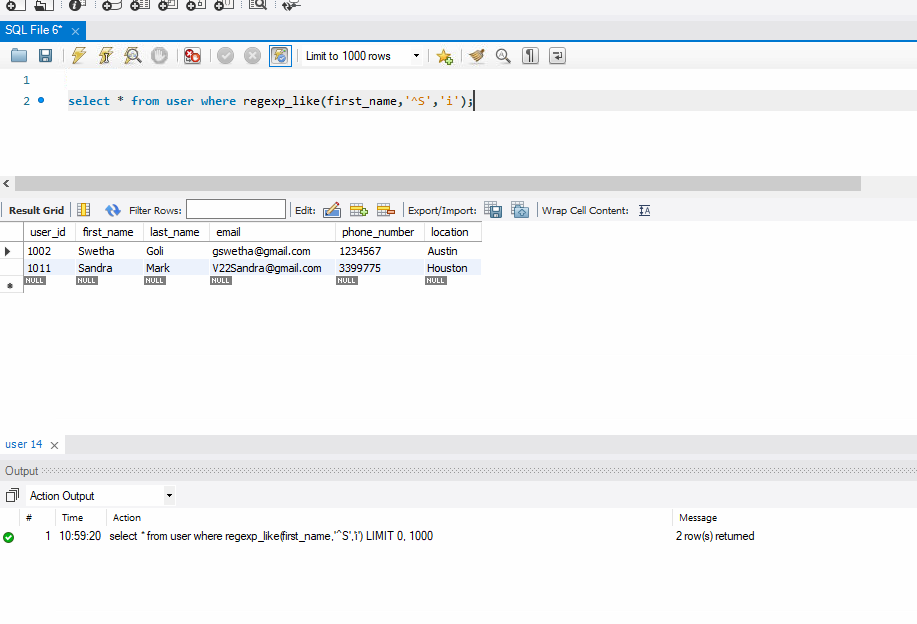 SQL File 6*
Limit to 1000 rows
1
2 select * from user where regexp_like(first_name,'^S','i');
Result Grid Filter Rows: Edit: Export/Import: Wrap Cell Content:
user_id first_name last_name email phone_number location
1002 Swetha Goli gswetha@gmail.com 1234567 Austin
1011 Sandra Mark V22Sandra@gmail.com 3399775 Houston
NULL NULL NULL NULL NULL NULL
user 14
Output
Action Output
# Time Action Message
1 10:59:20 select * from user where regexp_like(first_name,'^S','i') LIMIT 0, 1000 2 row(s) returned